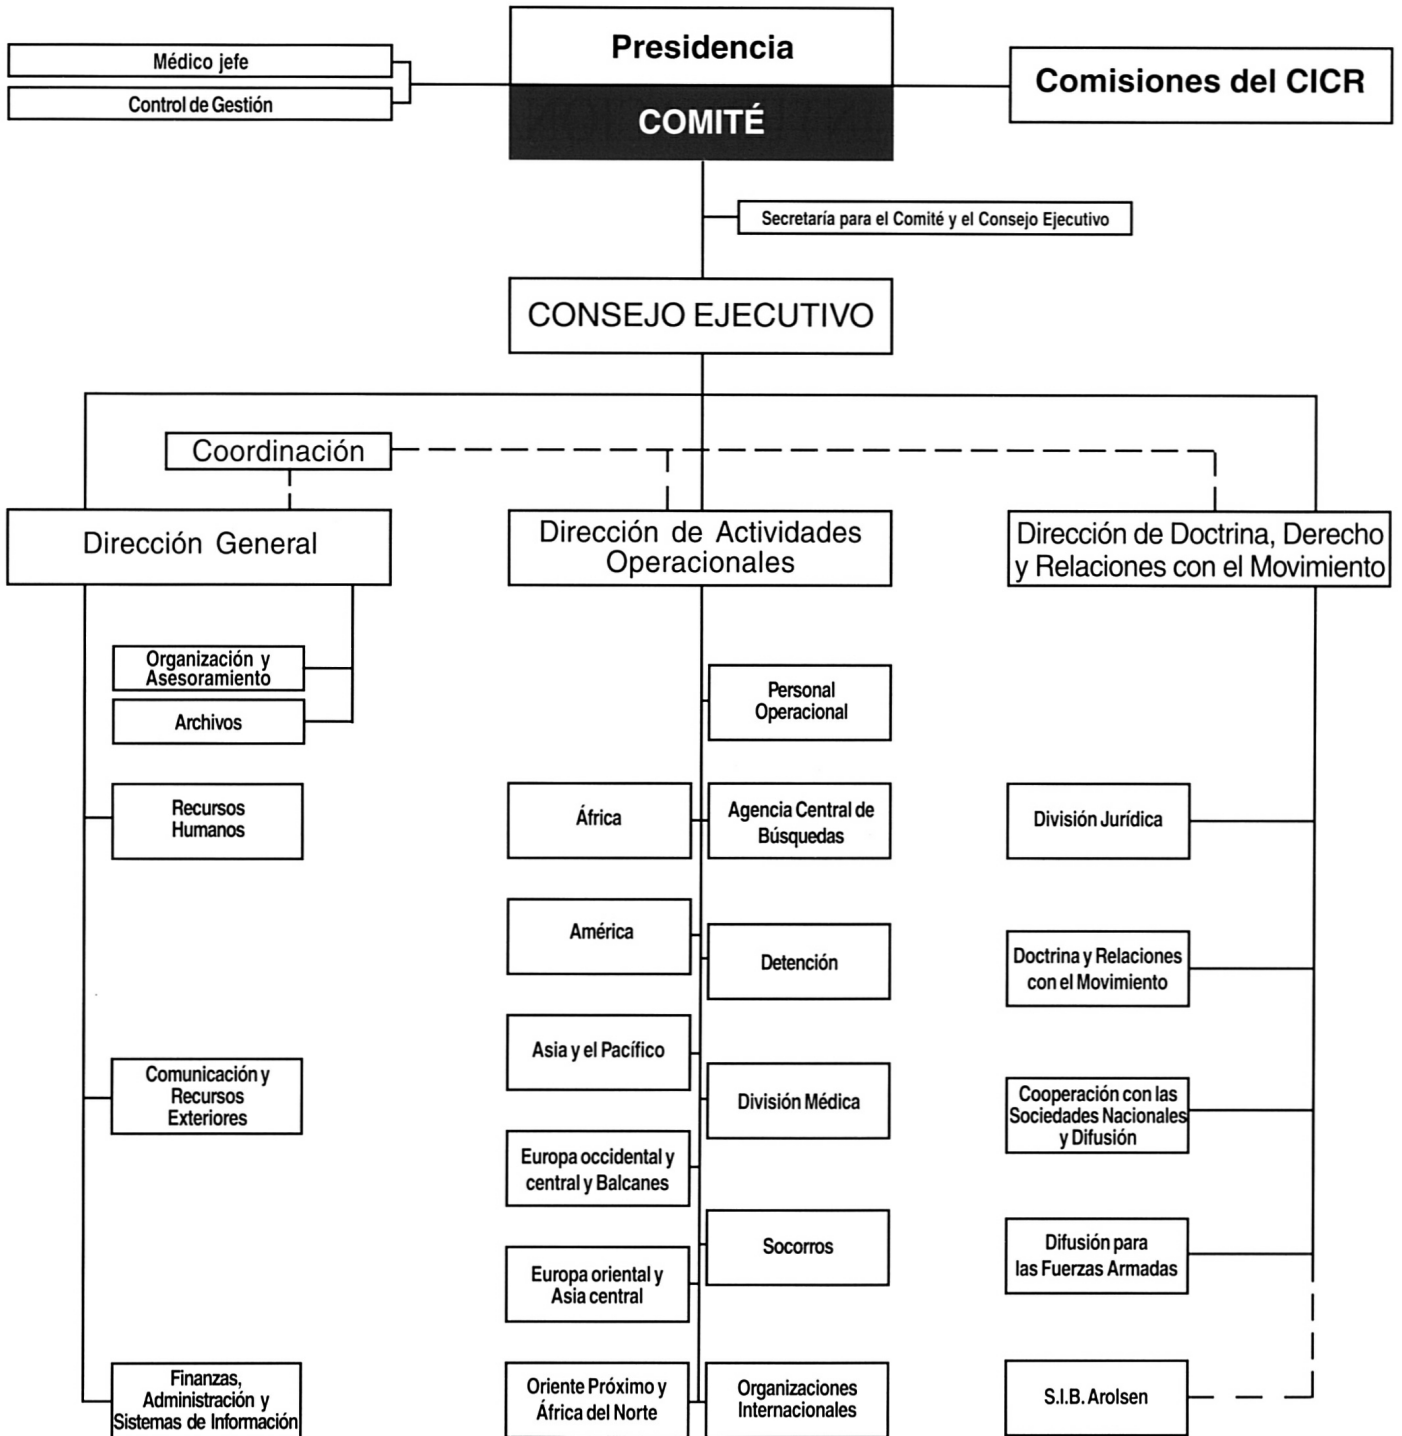 Presidencia
Médico jefe
Control de Gestión
COMITÉ
Comisiones del CICR
Secretaría para el Comité y el Consejo Ejecutivo
CONSEJO EJECUTIVO
Coordinación
Dirección General
Dirección de Actividades
Operacionales
Dirección de Doctrina, Derecho
y Relaciones con el Movimiento
Organización y
Asesoramiento
Archivos
Recursos
Humanos
Comunicación y
Recursos
Exteriores
Finanzas,
Administración y
Sistemas de Información
Personal
Operacional
África
Agencia Central de
Búsquedas
América
Detención
Asia y el Pacífico
División Médica
Europa occidental y
central y Balcanes
Socorros
Europa oriental y
Asia central
Oriente Próximo y
África del Norte
Organizaciones
Internacionales
División Jurídica
Doctrina y Relaciones
con el Movimiento
Cooperación con las
Sociedades Nacionales
y Difusión
Difusión para
las Fuerzas Armadas
S.I.B. Arolsen